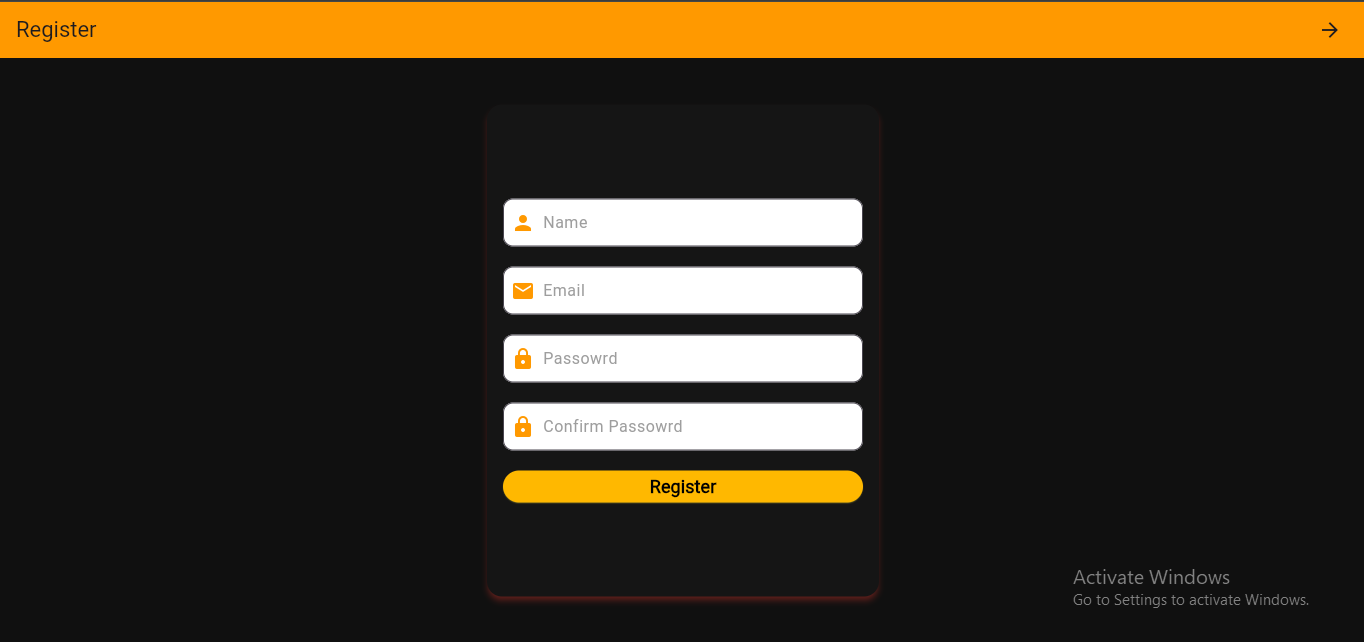 Register
Name
Email
Passowrd
Confirm Passowrd
Register
Activate Windows
Go to Settings to activate Windows.